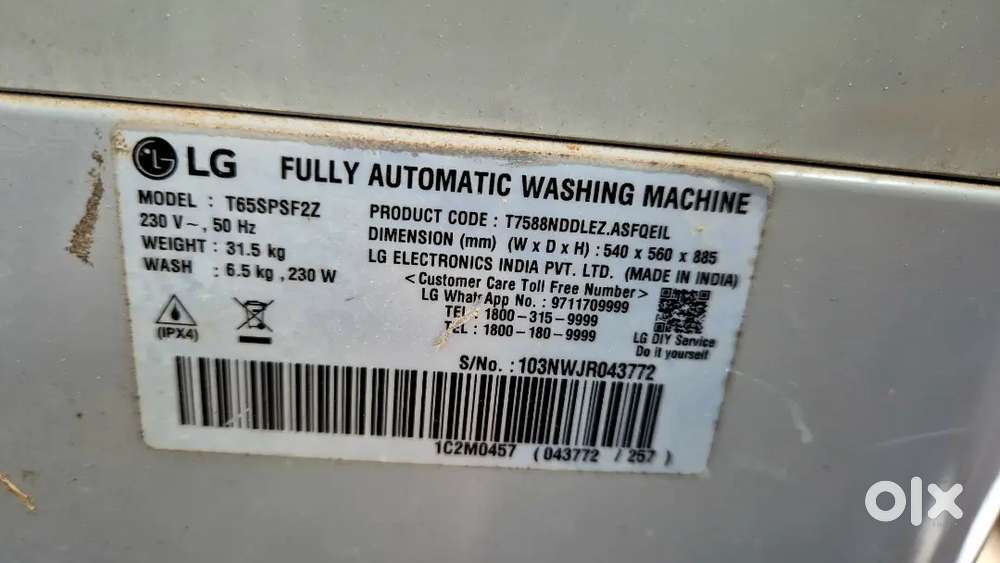 LG FULLY AUTOMATIC WASHING MACHINE
MODEL : T65SPSF2Z
230 V~, 50 Hz
WEIGHT : 31.5 kg
WASH : 6.5 kg , 230 W
PRODUCT CODE : T7588NDDLEZ.ASFQEIL
DIMENSION (mm) (W x D x H) : 540 x 560 x 885
LG ELECTRONICS INDIA PVT. LTD. (MADE IN INDIA)
<Customer Care Toll Free Number>
LG WhatsApp No. : 9711709999
TEL : 1800-315-9999
TEL : 1800-180-9999
(IPX4)
LG DIY Service
Do it yourself
S/No. : 103NWJR043772
1C2M0457 ( 043772 / 257 )
olx